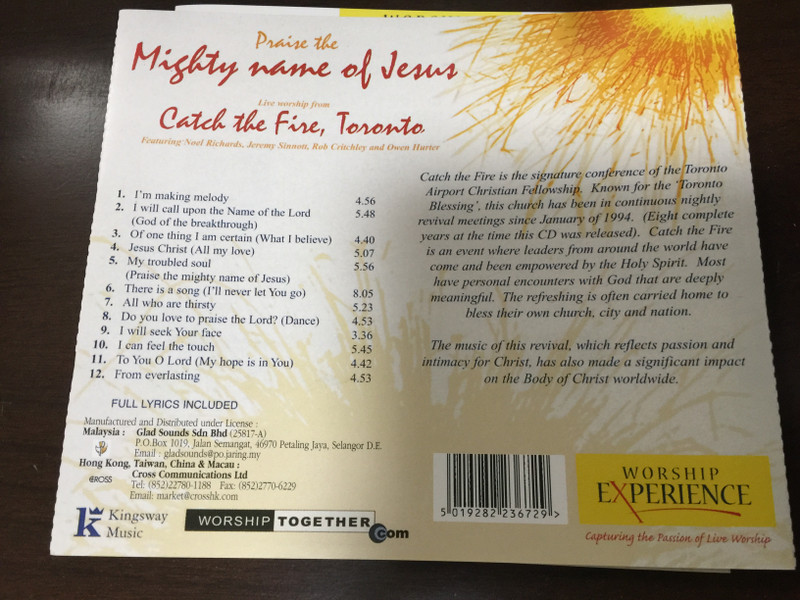 WORSHIP
Praise the
Mighty name of Jesus
Live worship from
Catch the Fire, Toronto
Featuring Noel Richards, Jeremy Sinnott, Rob Critchley and Owen Hurter
1. I'm making melody 4.56
2. I will call upon the Name of the Lord 5.48
(God of the breakthrough)
3. Of one thing I am certain (What I believe) 4.40
4. Jesus Christ (All my love) 5.07
5. My troubled soul 5.56
(Praise the mighty name of Jesus)
6. There is a song (I'll never let You go) 8.05
7. All who are thirsty 5.23
8. Do you love to praise the Lord? (Dance) 4.53
9. I will seek Your face 3.36
10. I can feel the touch 5.45
11. To You O Lord (My hope is in You) 4.42
12. From everlasting 4.53
FULL LYRICS INCLUDED
Manufactured and Distributed under License :
Malaysia : Glad Sounds Sdn Bhd (25817-A)
P.O.Box 1019, Jalan Semangat, 46970 Petaling Jaya, Selangor D.E.
Email : gladsounds@po.jaring.my
Hong Kong, Taiwan, China & Macau :
CROSS Cross Communications Ltd
Tel: (852)2780-1188 Fax: (852)2770-6229
Email: market@crosshk.com
k Kingsway
Music
WORSHIP TOGETHER.com
Catch the Fire is the signature conference of the Toronto
Airport Christian Fellowship. Known for the 'Toronto
Blessing', this church has been in continuous nightly
revival meetings since January of 1994. (Eight complete
years at the time this CD was released). Catch the Fire
is an event where leaders from around the world have
come and been empowered by the Holy Spirit. Most
have personal encounters with God that are deeply
meaningful. The refreshing is often carried home to
bless their own church, city and nation.
The music of this revival, which reflects passion and
intimacy for Christ, has also made a significant impact
on the Body of Christ worldwide.
5 019282 236729 >
WORSHIP
EXPERIENCE
Capturing the Passion of Live Worship